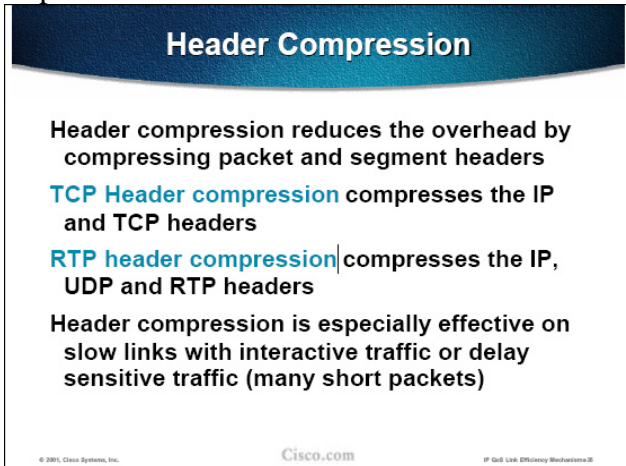 Header Compression
Header compression reduces the overhead by
compressing packet and segment headers
TCP Header compression compresses the IP
and TCP headers
RTP header compression compresses the IP,
UDP and RTP headers
Header compression is especially effective on
slow links with interactive traffic or delay
sensitive traffic (many short packets)
© 2001, Cisco Systems, Inc.
Cisco.com
IP QoS Link Efficiency Mechanisms